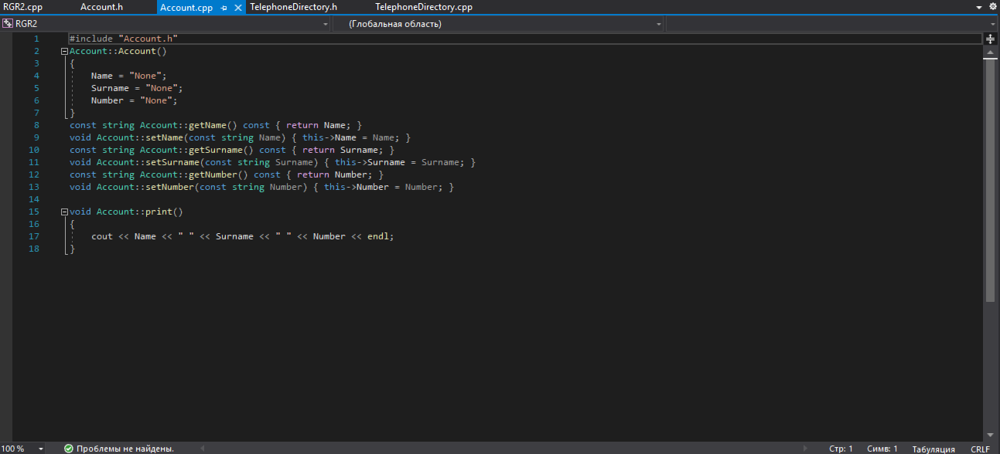 RGR2.cpp Account.h Account.cpp TelephoneDirectory.h TelephoneDirectory.cpp
RGR2 (Глобальная область)
1 #include "Account.h"
2 Account::Account()
3 {
4 Name = "None";
5 Surname = "None";
6 Number = "None";
7 }
8 const string Account::getName() const { return Name; }
9 void Account::setName(const string Name) { this->Name = Name; }
10 const string Account::getSurname() const { return Surname; }
11 void Account::setSurname(const string Surname) { this->Surname = Surname; }
12 const string Account::getNumber() const { return Number; }
13 void Account::setNumber(const string Number) { this->Number = Number; }
14
15 void Account::print()
16 {
17 cout << Name << " " << Surname << " " << Number << endl;
18 }
100 % Проблемы не найдены. Стр: 1 Симв: 1 Табуляция CRLF